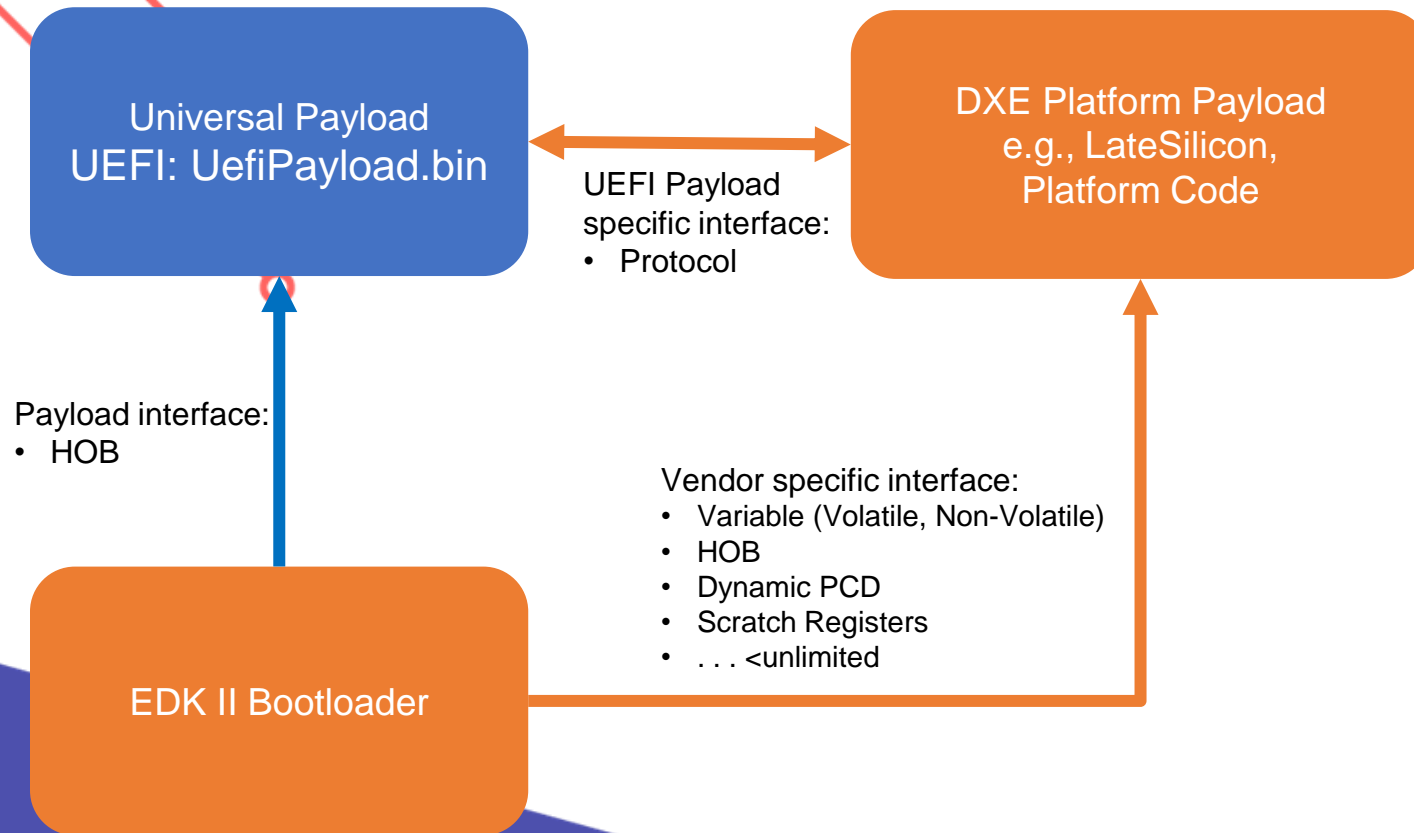 Universal Payload
UEFI: UefiPayload.bin
DXE Platform Payload
e.g., LateSilicon,
Platform Code
UEFI Payload
specific interface:
• Protocol
Payload interface:
• HOB
Vendor specific interface:
• Variable (Volatile, Non-Volatile)
• HOB
• Dynamic PCD
• Scratch Registers
• . . . <unlimited
EDK II Bootloader